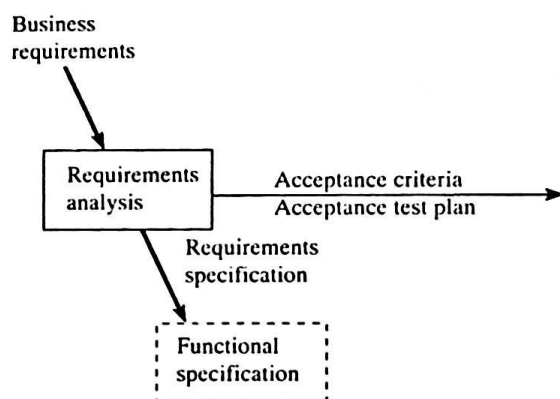 Business
requirements
Requirements
analysis
Acceptance criteria
Acceptance test plan
Requirements
specification
Functional
specification